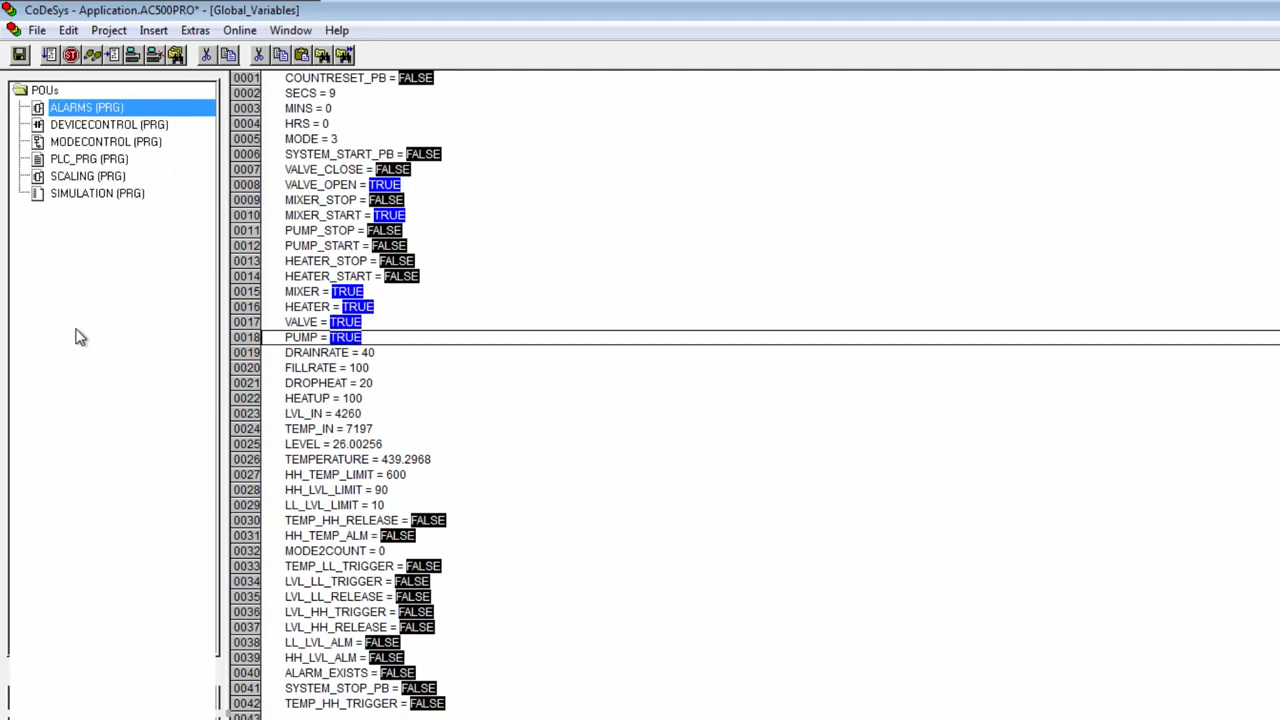 CoDeSys - Application.AC500PRO* - [Global_Variables]
File Edit Project Insert Extras Online Window Help
POUs
ALARMS (PRG)
DEVICECONTROL (PRG)
MODECONTROL (PRG)
PLC_PRG (PRG)
SCALING (PRG)
SIMULATION (PRG)
0001 COUNTRESET_PB = FALSE
0002 SECS = 9
0003 MINS = 0
0004 HRS = 0
0005 MODE = 3
0006 SYSTEM_START_PB = FALSE
0007 VALVE_CLOSE = FALSE
0008 VALVE_OPEN = TRUE
0009 MIXER_STOP = FALSE
0010 MIXER_START = TRUE
0011 PUMP_STOP = FALSE
0012 PUMP_START = FALSE
0013 HEATER_STOP = FALSE
0014 HEATER_START = FALSE
0015 MIXER = TRUE
0016 HEATER = TRUE
0017 VALVE = TRUE
0018 PUMP = TRUE
0019 DRAINRATE = 40
0020 FILLRATE = 100
0021 DROPHEAT = 20
0022 HEATUP = 100
0023 LVL_IN = 4260
0024 TEMP_IN = 7197
0025 LEVEL = 26.00256
0026 TEMPERATURE = 439.2968
0027 HH_TEMP_LIMIT = 600
0028 HH_LVL_LIMIT = 90
0029 LL_LVL_LIMIT = 10
0030 TEMP_HH_RELEASE = FALSE
0031 HH_TEMP_ALM = FALSE
0032 MODE2COUNT = 0
0033 TEMP_LL_TRIGGER = FALSE
0034 LVL_LL_TRIGGER = FALSE
0035 LVL_LL_RELEASE = FALSE
0036 LVL_HH_TRIGGER = FALSE
0037 LVL_HH_RELEASE = FALSE
0038 LL_LVL_ALM = FALSE
0039 HH_LVL_ALM = FALSE
0040 ALARM_EXISTS = FALSE
0041 SYSTEM_STOP_PB = FALSE
0042 TEMP_HH_TRIGGER = FALSE
0043